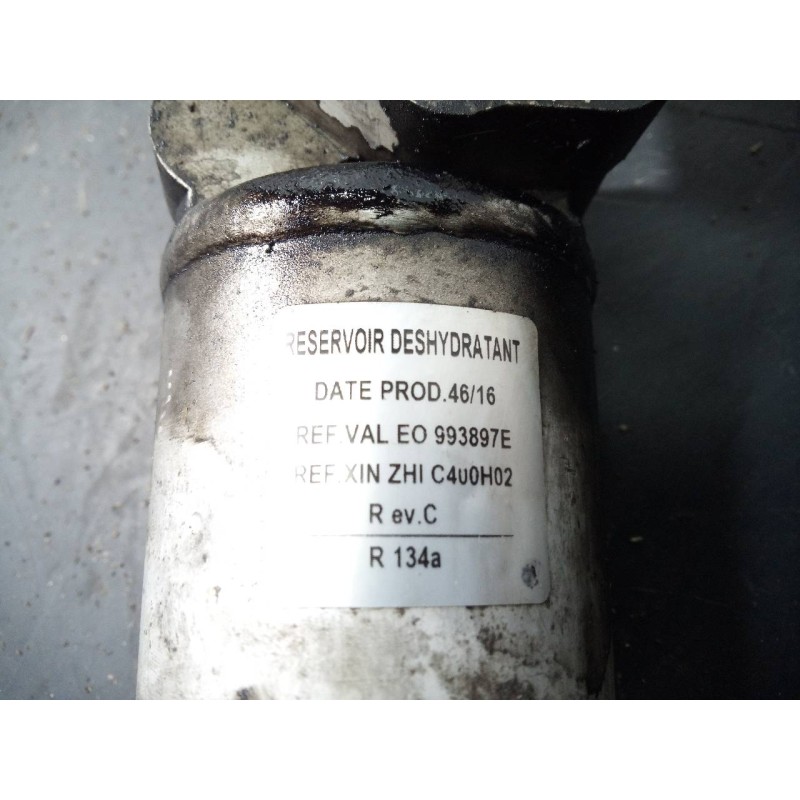 RESERVOIR DESHYDRATANT
DATE PROD.46/16
REF.VALEO 993897E
REF.XIN ZHI C400H02
R ev.C
R 134a